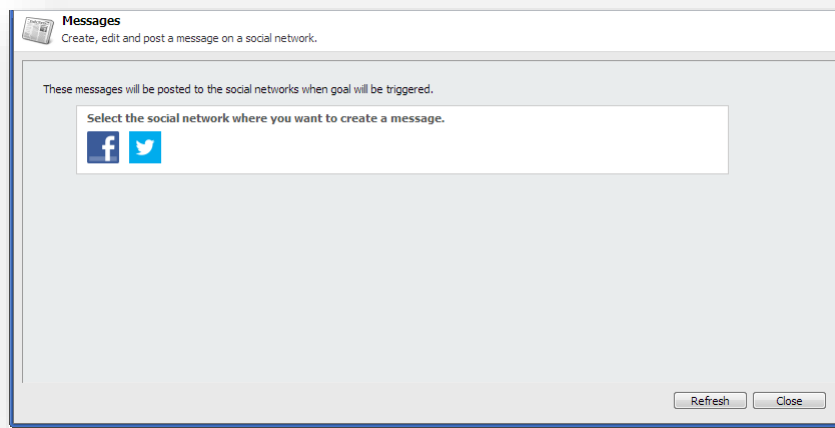 Messages
Create, edit and post a message on a social network.
These messages will be posted to the social networks when goal will be triggered.
Select the social network where you want to create a message.
Refresh Close